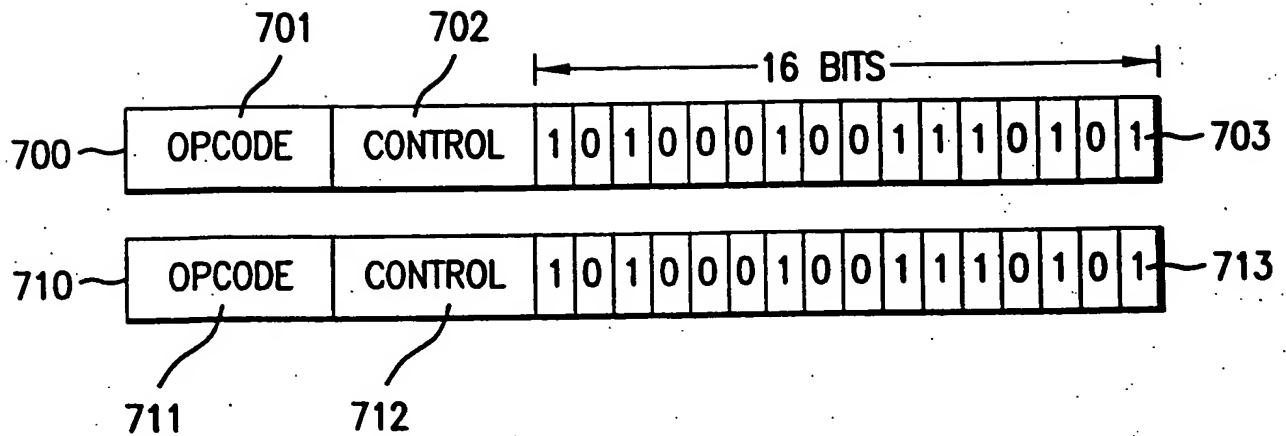 701 702
16 BITS
700 OPCODE CONTROL 1 0 1 0 0 0 1 0 0 1 1 1 0 1 0 1 703
710 OPCODE CONTROL 1 0 1 0 0 0 1 0 0 1 1 1 0 1 0 1 713
711 712